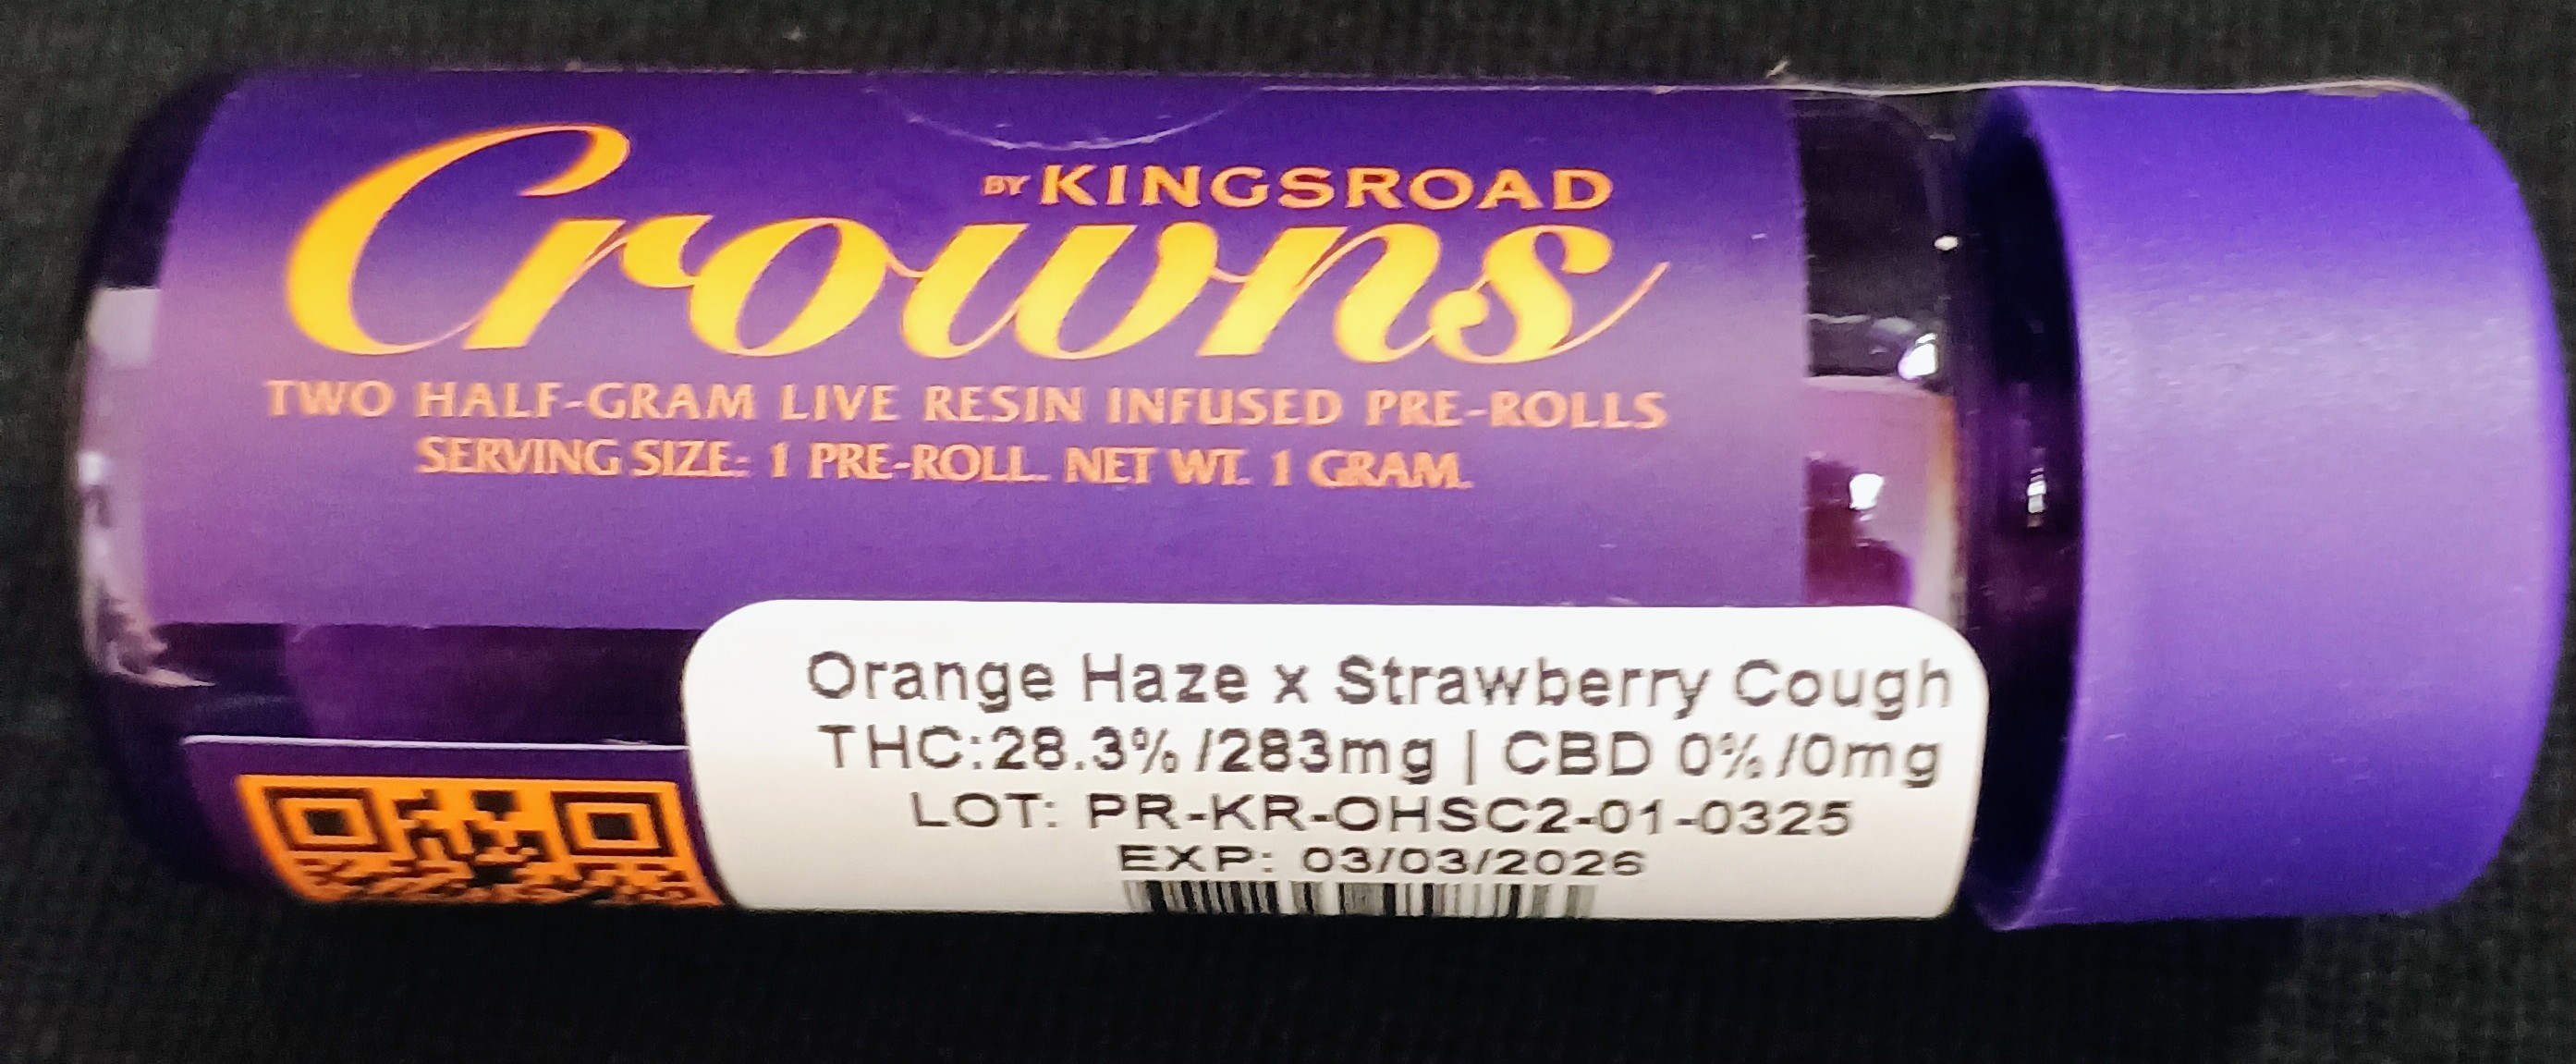 BY KINGSROAD
Crowns
TWO HALF-GRAM LIVE RESIN INFUSED PRE-ROLLS
SERVING SIZE: 1 PRE-ROLL. NET WT. 1 GRAM.
Orange Haze x Strawberry Cough
THC:28.3%/283mg | CBD 0%/0mg
LOT: PR-KR-OHSC2-01-0325
EXP: 03/03/2026